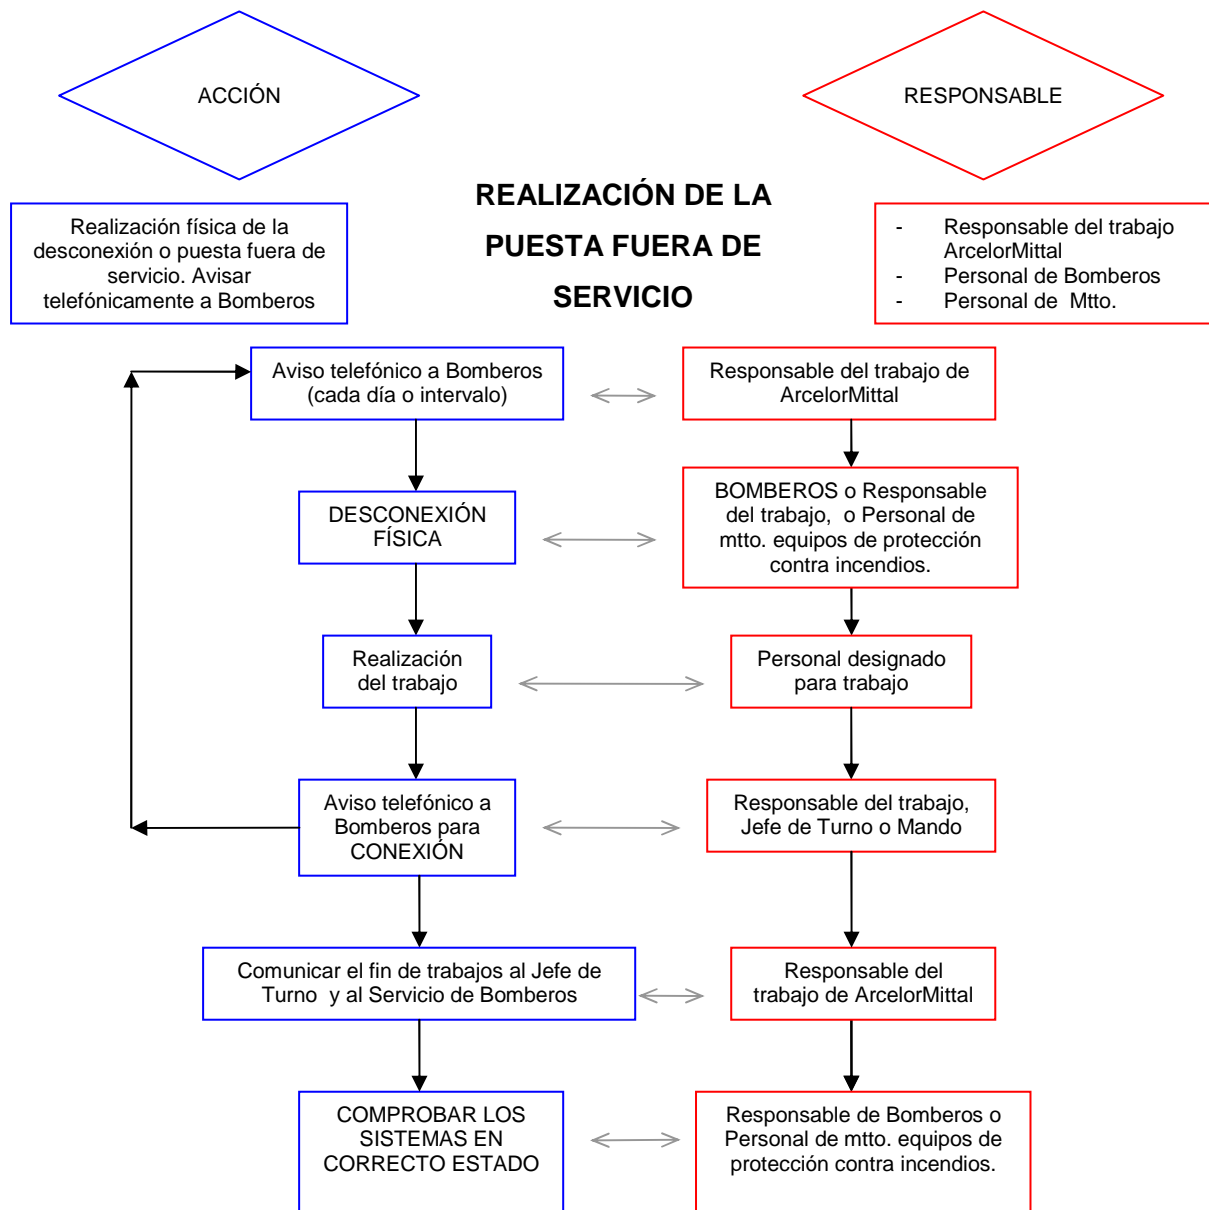 ACCIÓN
RESPONSABLE
REALIZACIÓN DE LA
PUESTA FUERA DE
SERVICIO
Realización física de la
desconexión o puesta fuera de
servicio. Avisar
telefónicamente a Bomberos
- Responsable del trabajo
ArcelorMittal
- Personal de Bomberos
- Personal de Mtto.
Aviso telefónico a Bomberos
(cada día o intervalo)
Responsable del trabajo de
ArcelorMittal
DESCONEXIÓN
FÍSICA
BOMBEROS o Responsable
del trabajo, o Personal de
mtto. equipos de protección
contra incendios.
Realización
del trabajo
Personal designado
para trabajo
Aviso telefónico a
Bomberos para
CONEXIÓN
Responsable del trabajo,
Jefe de Turno o Mando
Comunicar el fin de trabajos al Jefe de
Turno y al Servicio de Bomberos
Responsable del
trabajo de ArcelorMittal
COMPROBAR LOS
SISTEMAS EN
CORRECTO ESTADO
Responsable de Bomberos o
Personal de mtto. equipos de
protección contra incendios.